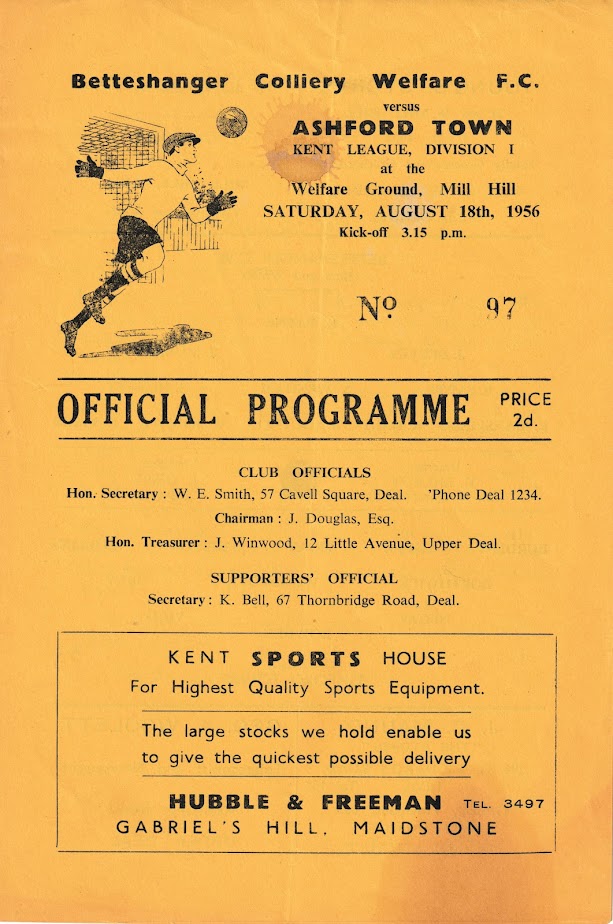 Betteshanger Colliery Welfare F.C.
versus
ASHFORD TOWN
KENT LEAGUE, DIVISION I
at the
Welfare Ground, Mill Hill
SATURDAY, AUGUST 18th, 1956
Kick-off 3.15 p.m.
No 97
OFFICIAL PROGRAMME
PRICE
2d.
CLUB OFFICIALS
Hon. Secretary : W. E. Smith, 57 Cavell Square, Deal. 'Phone Deal 1234.
Chairman : J. Douglas, Esq.
Hon. Treasurer : J. Winwood, 12 Little Avenue, Upper Deal.
SUPPORTERS' OFFICIAL
Secretary : K. Bell, 67 Thornbridge Road, Deal.
KENT SPORTS HOUSE
For Highest Quality Sports Equipment.
The large stocks we hold enable us
to give the quickest possible delivery
HUBBLE & FREEMAN TEL. 3497
GABRIEL'S HILL, MAIDSTONE